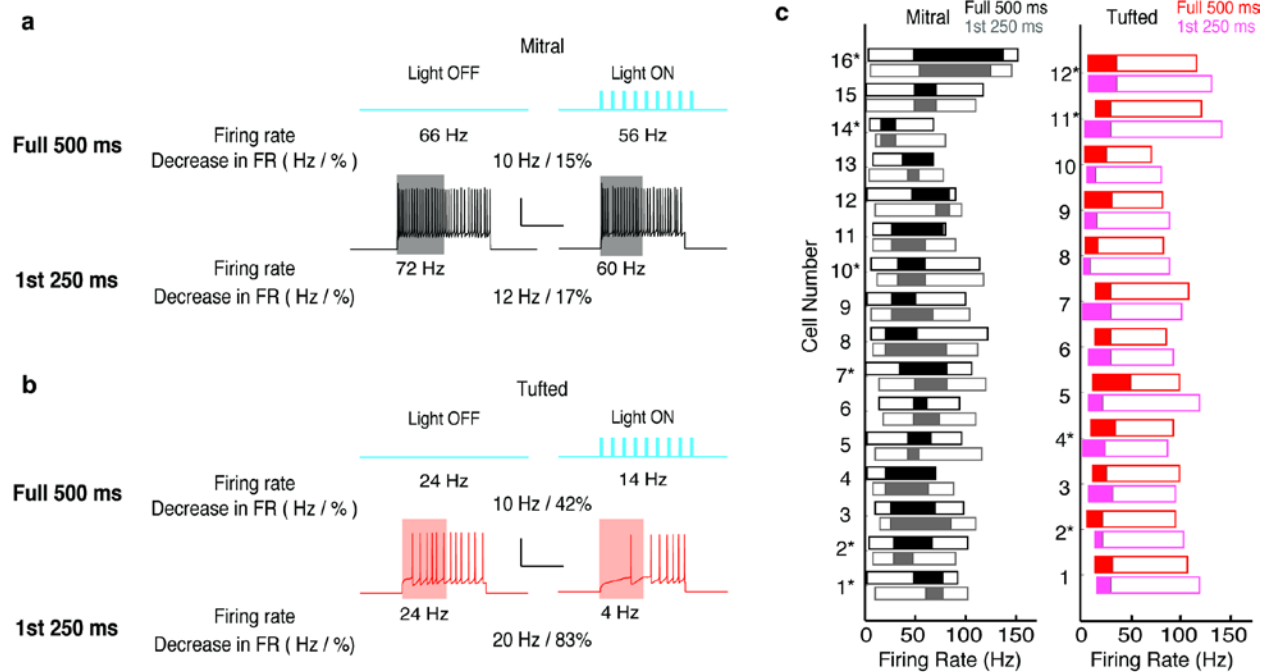 a
Mitral
Light OFF
Light ON
Full 500 ms
Firing rate
66 Hz
56 Hz
Decrease in FR ( Hz / % )
10 Hz / 15%
1st 250 ms
Firing rate
72 Hz
60 Hz
Decrease in FR ( Hz / %)
12 Hz / 17%
b
Tufted
Light OFF
Light ON
Full 500 ms
Firing rate
24 Hz
14 Hz
Decrease in FR ( Hz / % )
10 Hz / 42%
1st 250 ms
Firing rate
24 Hz
4 Hz
Decrease in FR ( Hz / %)
20 Hz / 83%
c
Mitral
Full 500 ms
1st 250 ms
Cell Number
16*
15
14*
13
12
11
10*
9
8
7*
6
5
4
3
2*
1*
0 50 100 150
Firing Rate (Hz)
Tufted
Full 500 ms
1st 250 ms
12*
11*
10
9
8
7
6
5
4*
3
2*
1
0 50 100 150
Firing Rate (Hz)